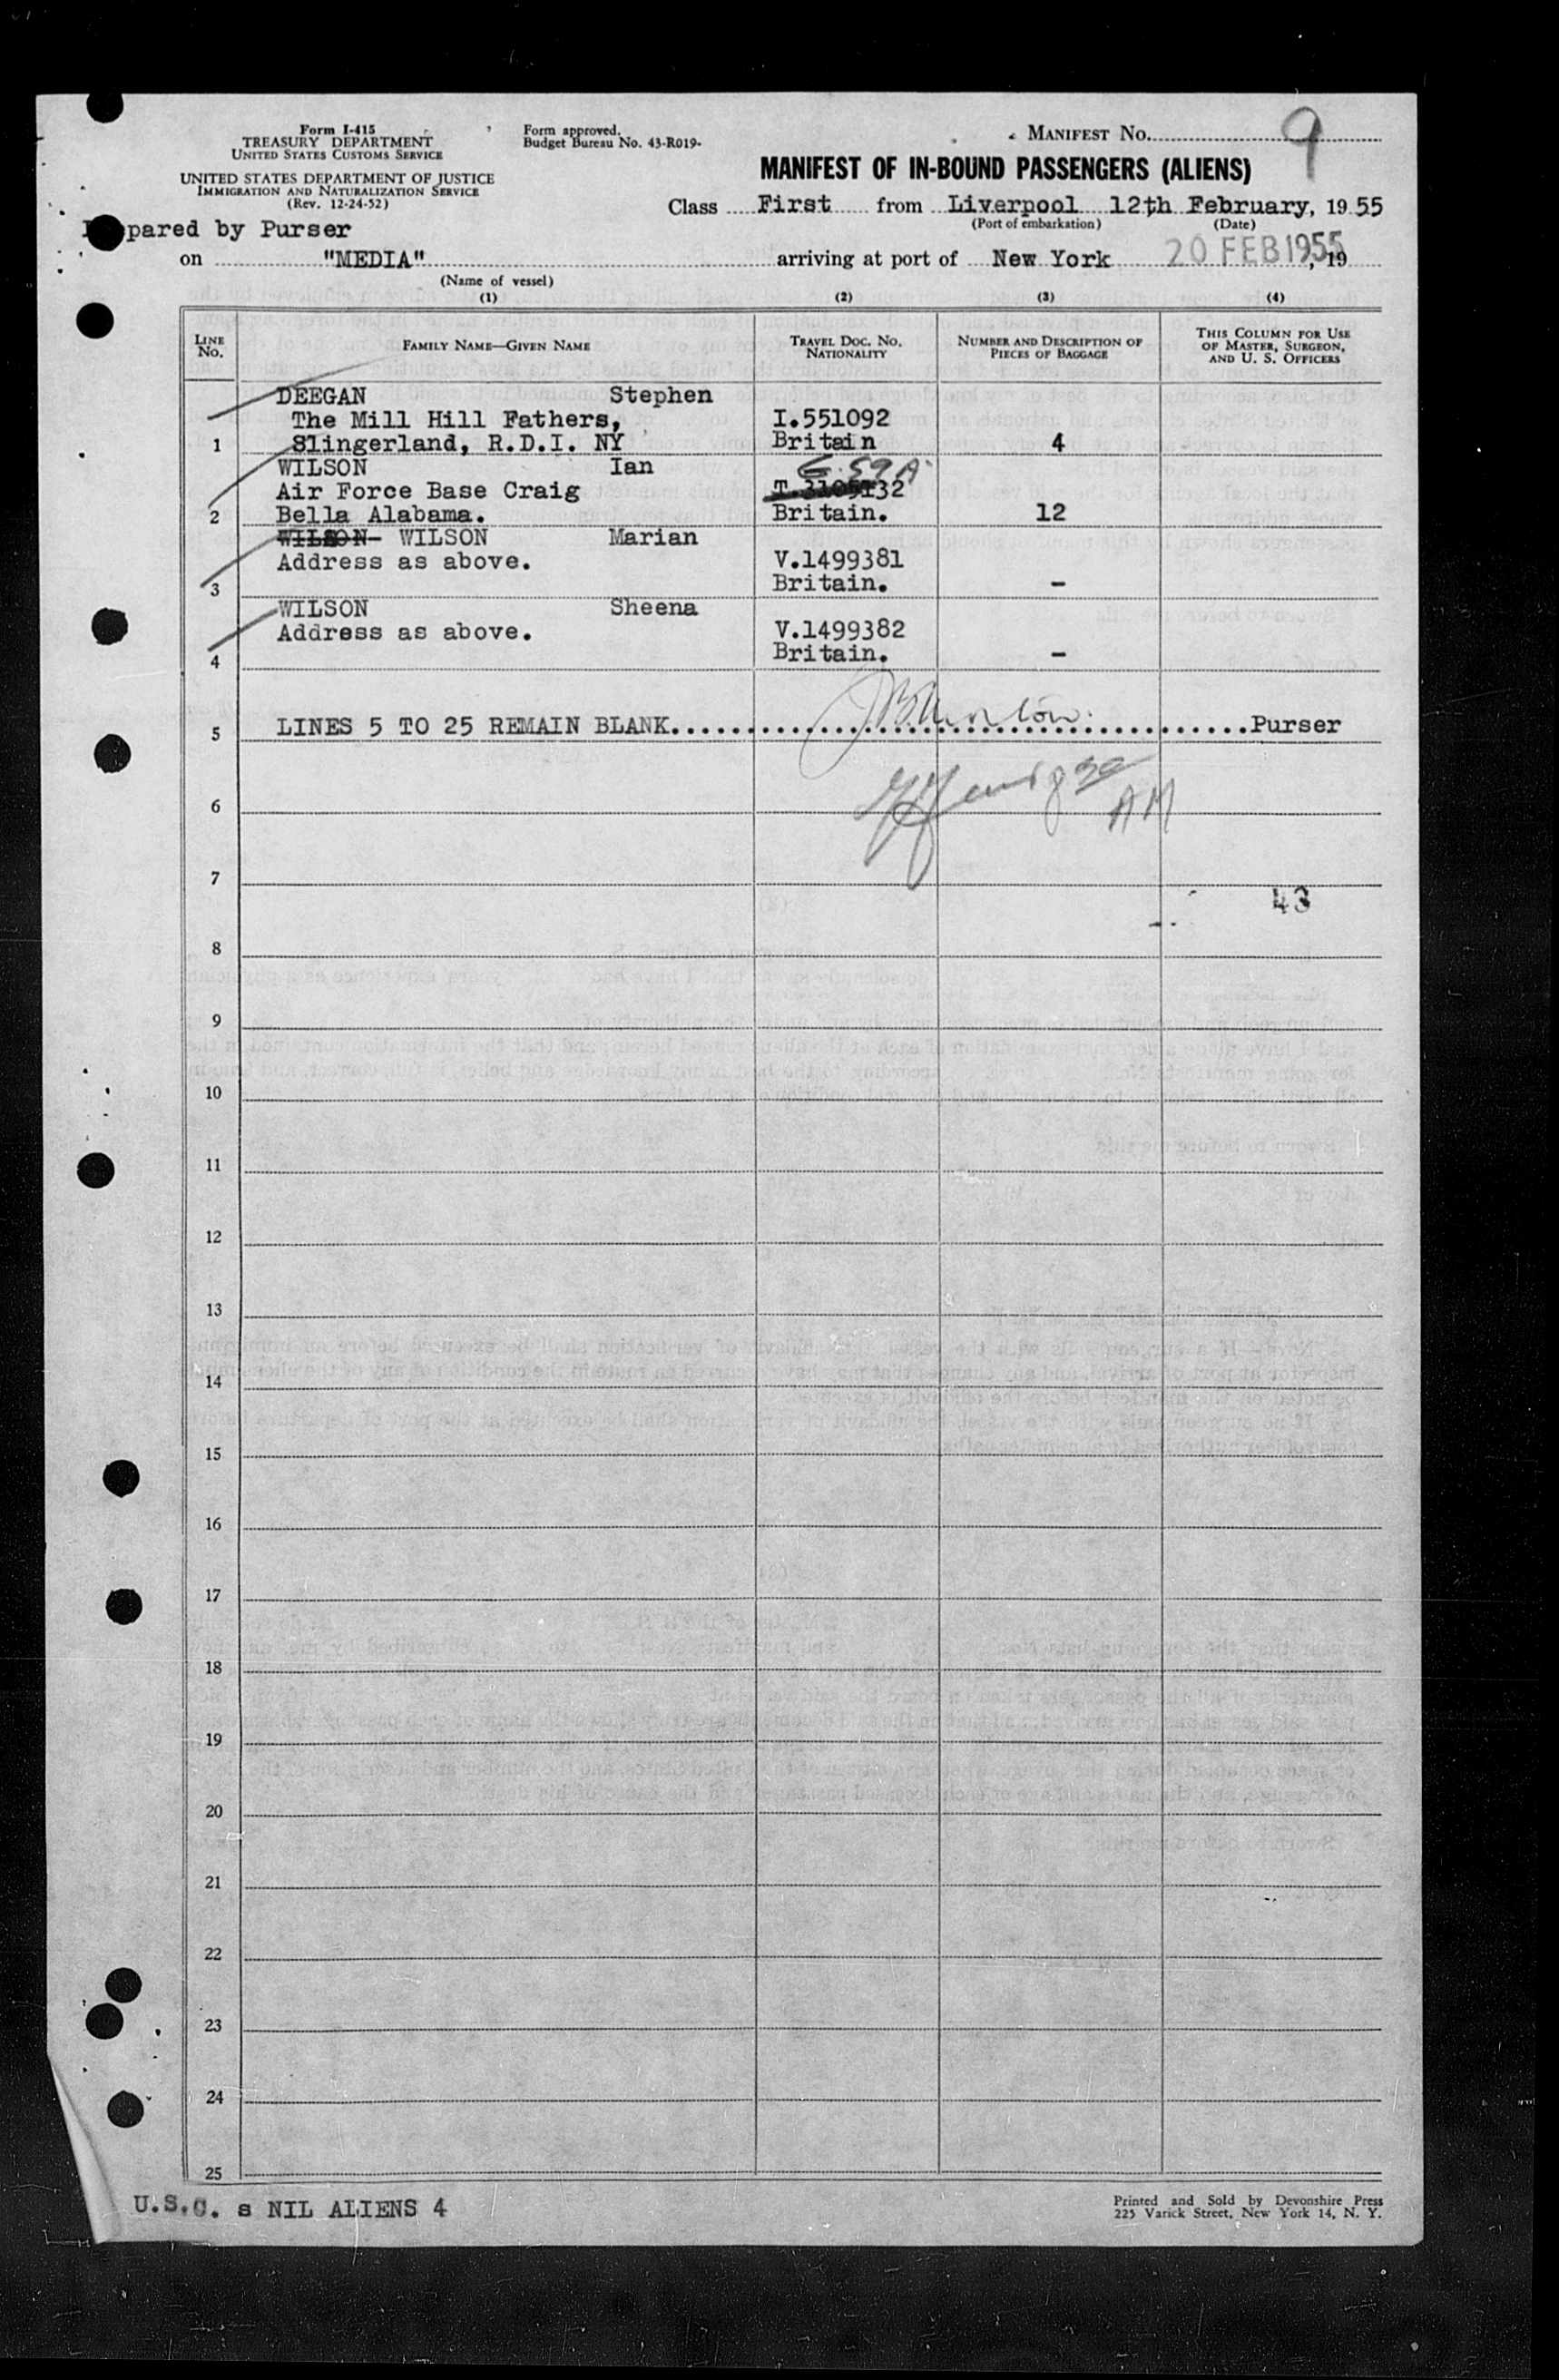 Form I-415
TREASURY DEPARTMENT
UNITED STATES CUSTOMS SERVICE
UNITED STATES DEPARTMENT OF JUSTICE
IMMIGRATION AND NATURALIZATION SERVICE
(Rev. 12-24-52)
Form approved.
Budget Bureau No. 43-R019-
MANIFEST No. 9
MANIFEST OF IN-BOUND PASSENGERS (ALIENS)
Class First from Liverpool 12th February, 1955
(Port of embarkation) (Date)
pared by Purser
on "MEDIA" arriving at port of New York 20 FEB 1955, 19
(Name of vessel)
(1) (2) (3) (4)
LINE No. FAMILY NAME—GIVEN NAME TRAVEL DOC. No. NATIONALITY NUMBER AND DESCRIPTION OF PIECES OF BAGGAGE THIS COLUMN FOR USE OF MASTER, SURGEON, AND U. S. OFFICERS
DEEGAN Stephen
The Mill Hill Fathers, I.551092
1 Slingerland, R.D.I. NY Britain 4
WILSON Ian
Air Force Base Craig
2 Bella Alabama. Britain. 12
WILSON WILSON Marian
Address as above. V.1499381
3 Britain. -
WILSON Sheena
Address as above. V.1499382
4 Britain. -
5 LINES 5 TO 25 REMAIN BLANK. Purser
AM
6
7
43
8
9
10
11
12
13
14
15
16
17
18
19
20
21
22
23
24
25
U.S.C. s NIL ALIENS 4
Printed and Sold by Devonshire Press
225 Varick Street, New York 14, N. Y.